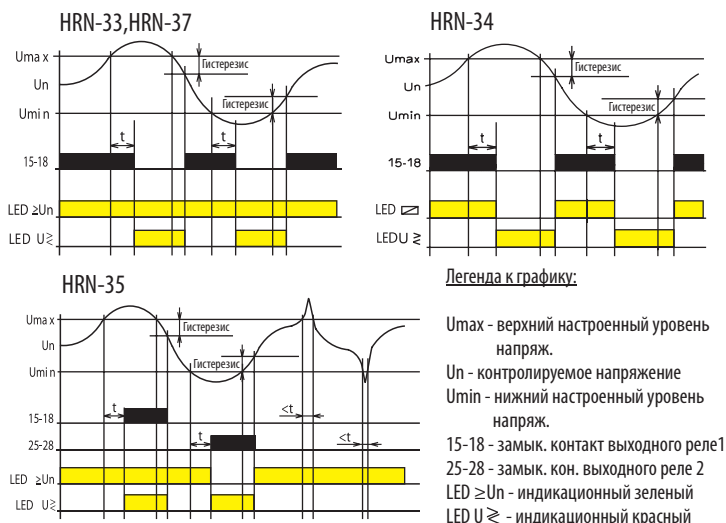 HRN-33,HRN-37
Umax
Гистерезис
Un
Гистерезис
Umin
t
t
15-18
LED ≥Un
LED U≷
HRN-34
Umax
Гистерезис
Un
Гистерезис
Umin
t
t
15-18
LED
LEDU ≷
HRN-35
Umax
Гистерезис
Un
Гистерезис
Umin
t
<t
15-18
t
<t
25-28
LED ≥Un
LED U≷
Легенда к графику:
Umax - верхний настроенный уровень
напряж.
Un - контролируемое напряжение
Umin - нижний настроенный уровень
напряж.
15-18 - замык. контакт выходного реле1
25-28 - замык. кон. выходного реле 2
LED ≥Un - индикационный зеленый
LED U≷ - индикационный красный